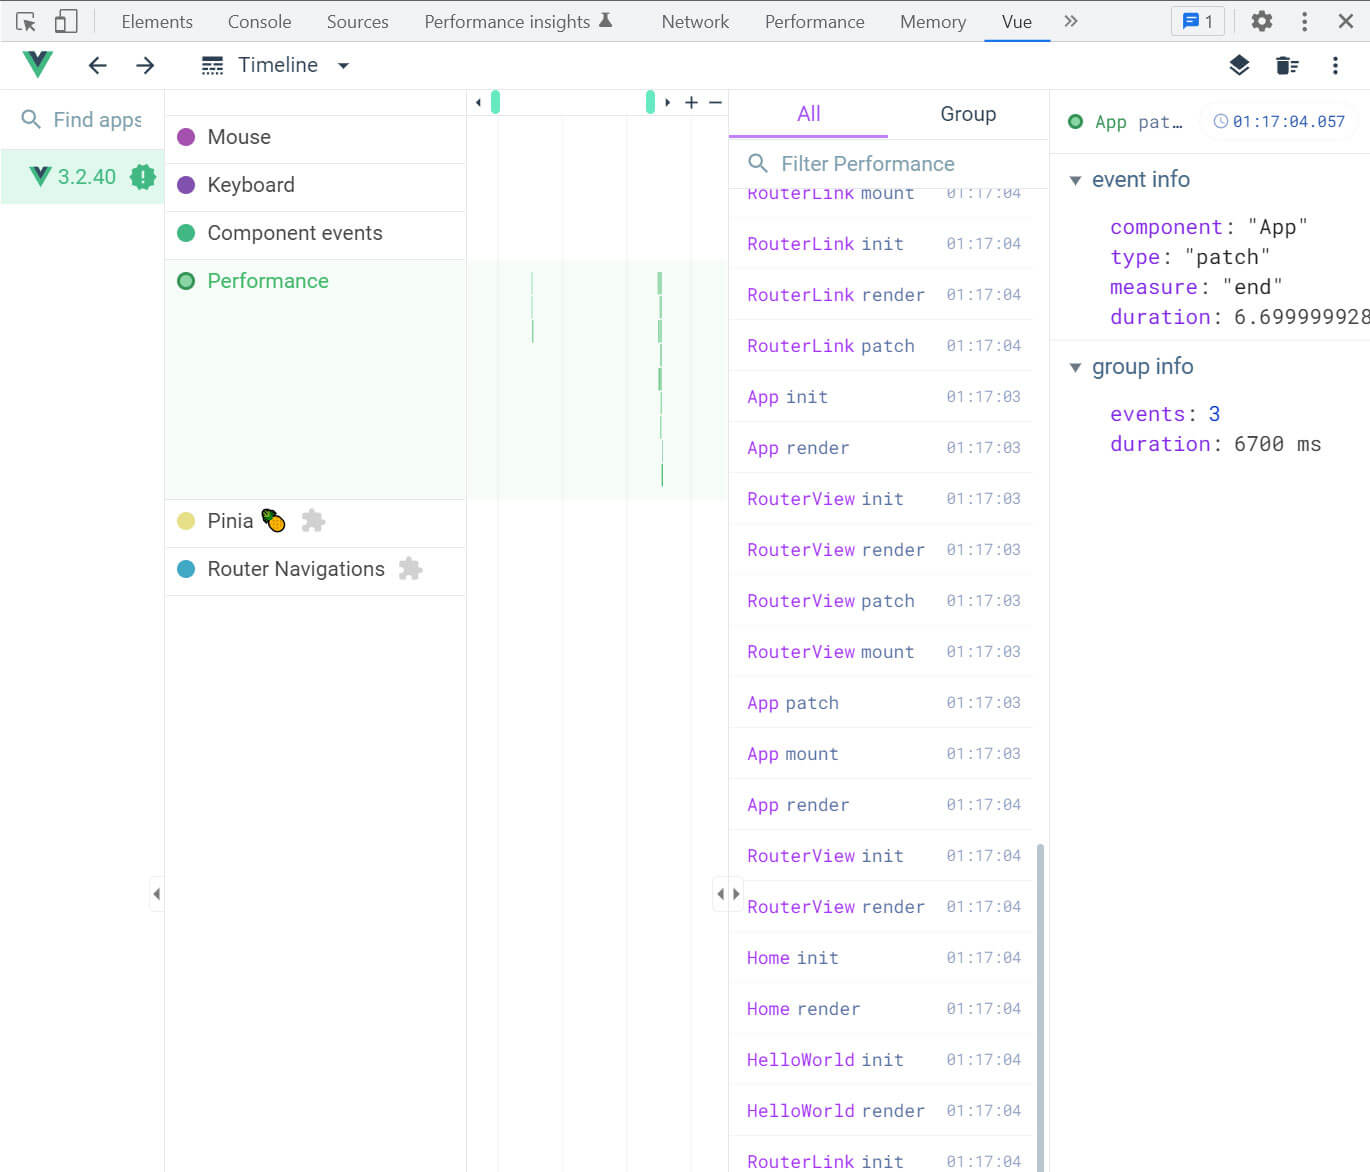 Elements Console Sources Performance insights Network Performance Memory Vue 1
Timeline
Find apps
3.2.40
Mouse
Keyboard
Component events
Performance
Pinia
Router Navigations
All Group
Filter Performance
RouterLink mount 01:17:04
RouterLink init 01:17:04
RouterLink render 01:17:04
RouterLink patch 01:17:04
App init 01:17:03
App render 01:17:03
RouterView init 01:17:03
RouterView render 01:17:03
RouterView patch 01:17:03
RouterView mount 01:17:03
App patch 01:17:03
App mount 01:17:03
App render 01:17:04
RouterView init 01:17:04
RouterView render 01:17:04
Home init 01:17:04
Home render 01:17:04
HelloWorld init 01:17:04
HelloWorld render 01:17:04
RouterLink init 01:17:04
App pat… 01:17:04.057
event info
component: "App"
type: "patch"
measure: "end"
duration: 6.699999928
group info
events: 3
duration: 6700 ms